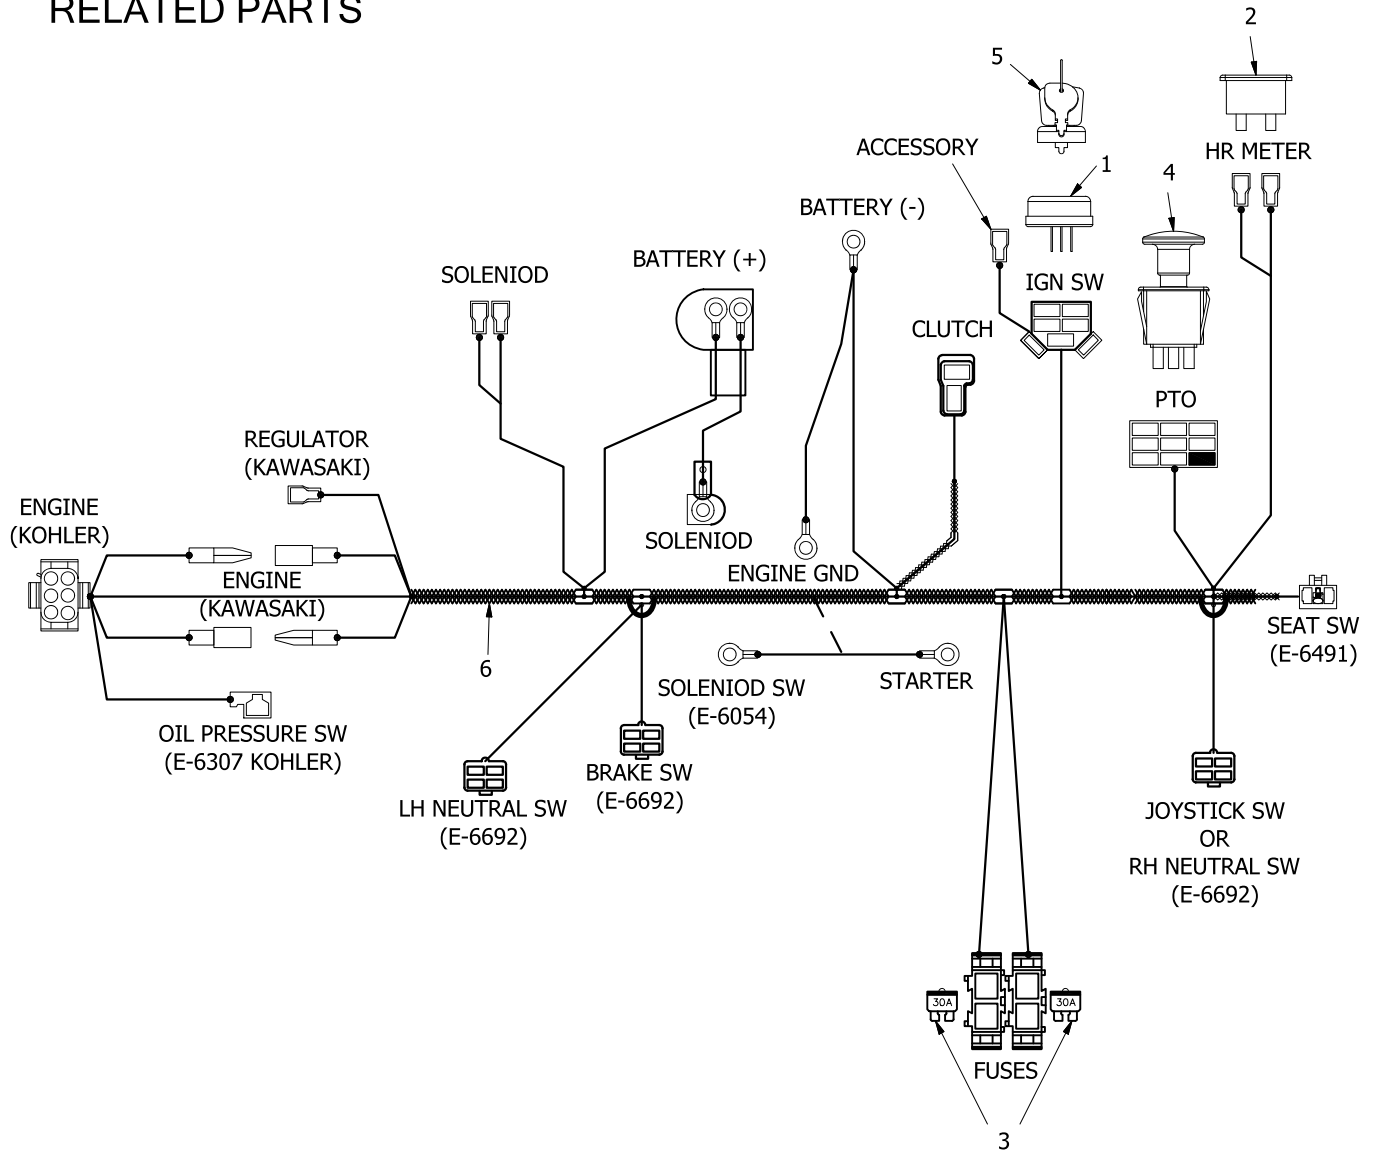 RELATED PARTS
2
5
ACCESSORY
HR METER
1
4
BATTERY (-)
BATTERY (+)
SOLENIOD
IGN SW
CLUTCH
PTO
REGULATOR
(KAWASAKI)
ENGINE
(KOHLER)
SOLENIOD
ENGINE GND
ENGINE
(KAWASAKI)
6
SEAT SW
(E-6491)
SOLENIOD SW
(E-6054)
STARTER
OIL PRESSURE SW
(E-6307 KOHLER)
BRAKE SW
(E-6692)
LH NEUTRAL SW
(E-6692)
JOYSTICK SW
OR
RH NEUTRAL SW
(E-6692)
30A
30A
FUSES
3